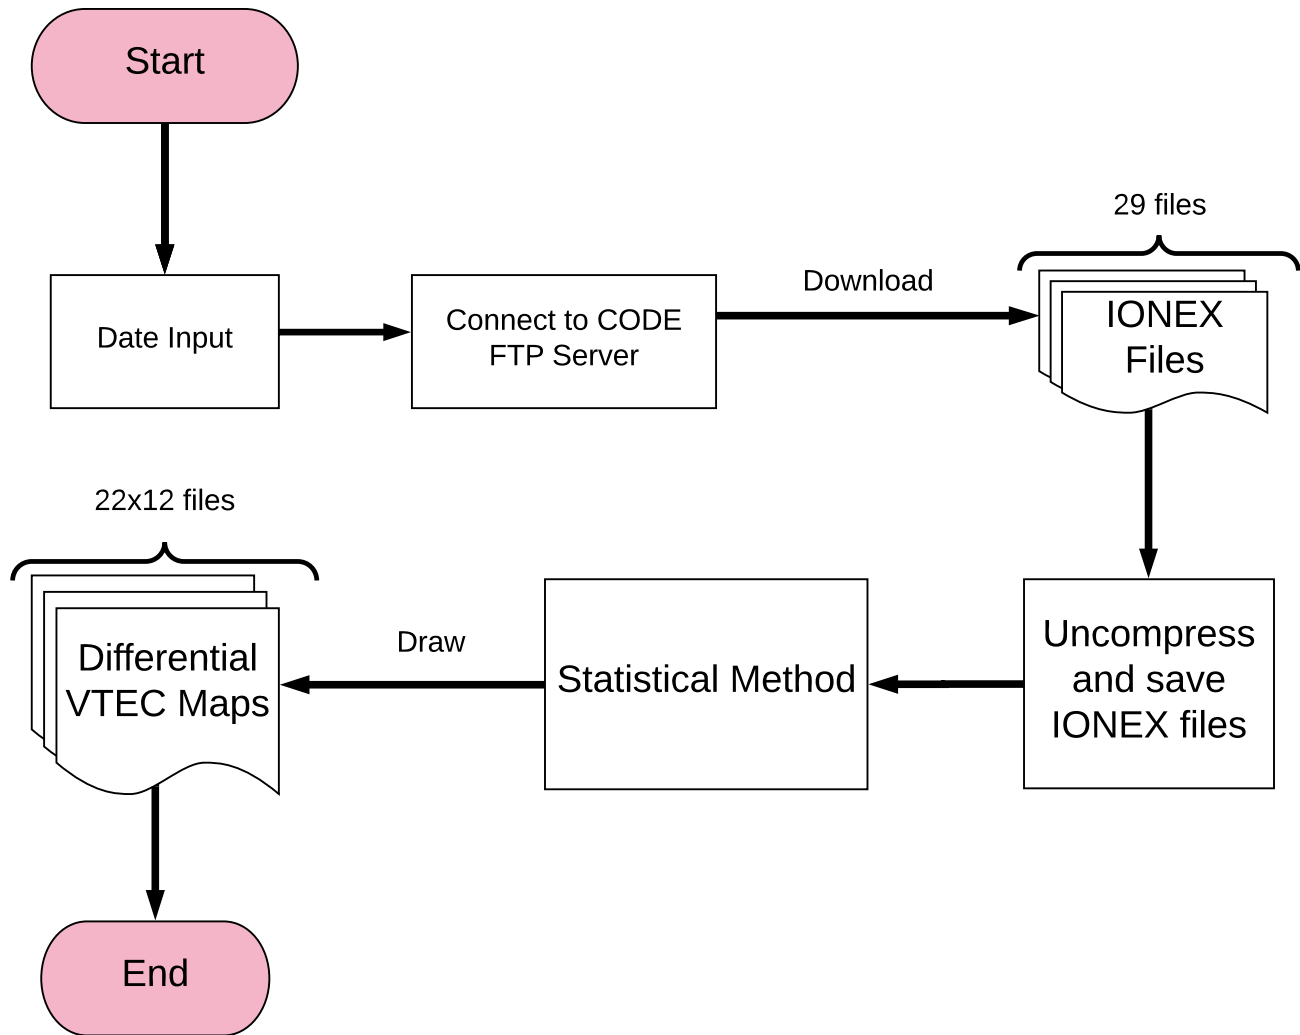 Start
Date Input
Connect to CODE
FTP Server
Download
29 files
IONEX
Files
Uncompress
and save
IONEX files
Statistical Method
Draw
22x12 files
Differential
VTEC Maps
End